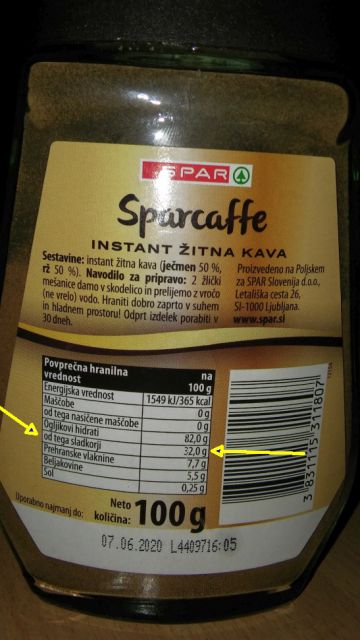 SPAR
Sparcaffe
INSTANT ŽITNA KAVA
Sestavine: instant žitna kava (ječmen 50 %,
rž 50 %). Navodilo za pripravo: 2 žlički
mešanice damo v skodelico in prelijemo z vročo
(ne vrelo) vodo. Hraniti dobro zaprto v suhem
in hladnem prostoru! Odprt izdelek porabiti v
30 dneh.
Proizvedeno na Poljskem
za SPAR Slovenija d.o.o.,
Letališka cesta 26,
SI-1000 Ljubljana.
www.spar.si
Povprečna hranilna na
vrednost 100 g
Energijska vrednost 1549 kJ/365 kcal
Maščobe 0 g
od tega nasičene maščobe 0 g
Ogljikovi hidrati 82,0 g
od tega sladkorji 32,0 g
Prehranske vlaknine 7,7 g
Beljakovine 5,5 g
Sol 0,25 g
3 831115 311807
Uporabno najmanj do:
Neto
količina: 100g
07.06.2020 L4409716:05